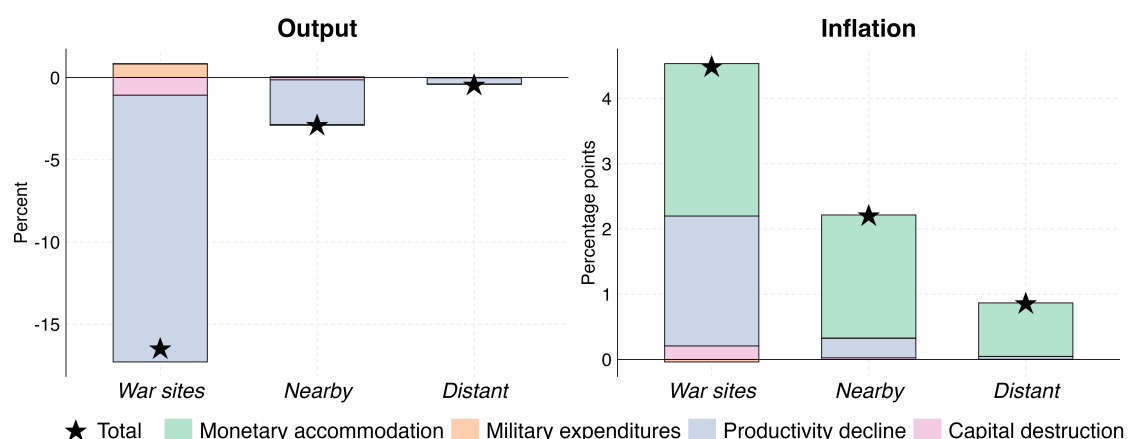 Output
Percent
0
-5
-10
-15
War sites
Nearby
Distant
Inflation
Percentage points
4
3
2
1
0
War sites
Nearby
Distant
Total
Monetary accommodation
Military expenditures
Productivity decline
Capital destruction